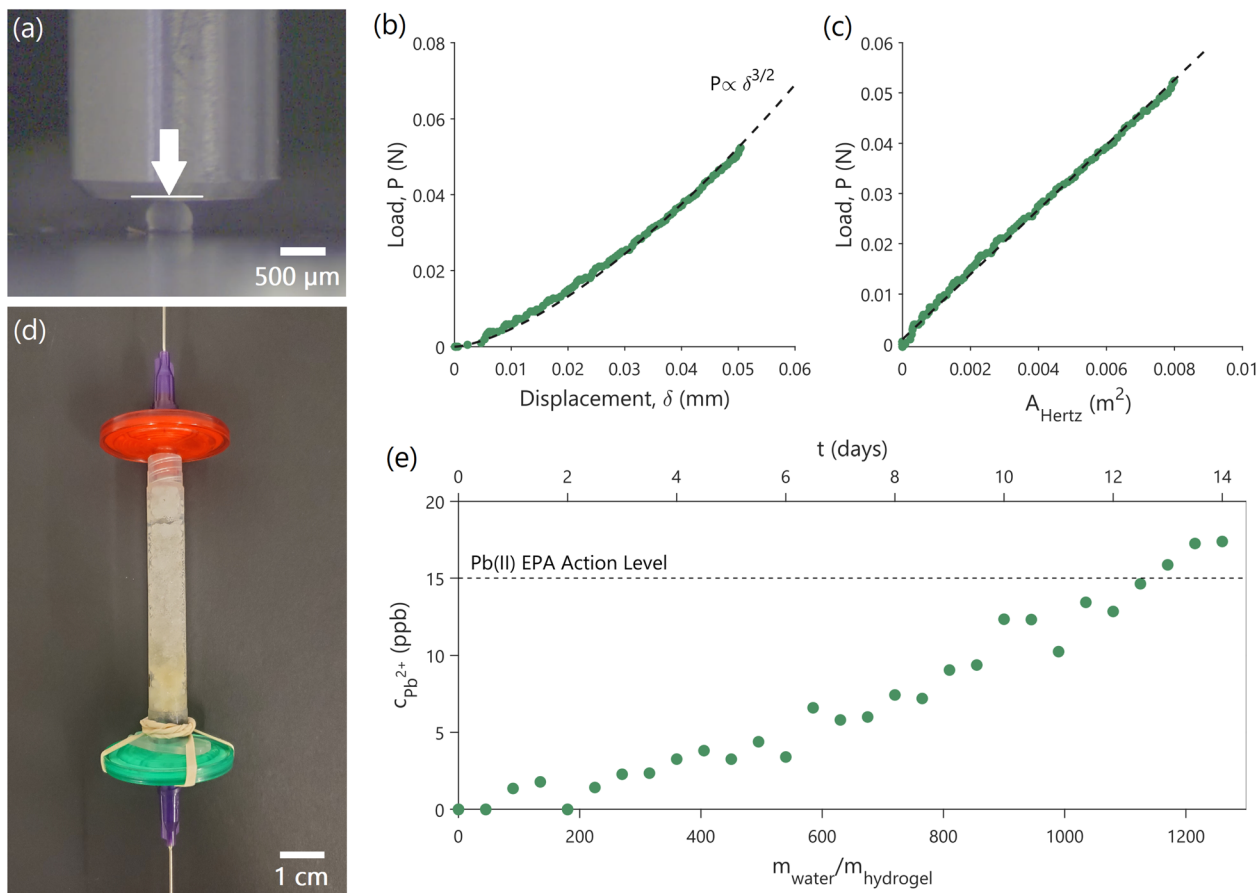 (a)
500 µm
(b)
0.08
0.06
0.04
0.02
0
Load, P (N)
P∝ δ^3/2
0 0.01 0.02 0.03 0.04 0.05 0.06
Displacement, δ (mm)
(c)
0.06
0.05
0.04
0.03
0.02
0.01
0
Load, P (N)
0 0.002 0.004 0.006 0.008 0.01
A_Hertz (m^2)
(d)
1 cm
(e)
t (days)
0 2 4 6 8 10 12 14
20
15
10
5
0
c_Pb^2+ (ppb)
Pb(II) EPA Action Level
0 200 400 600 800 1000 1200
m_water/m_hydrogel